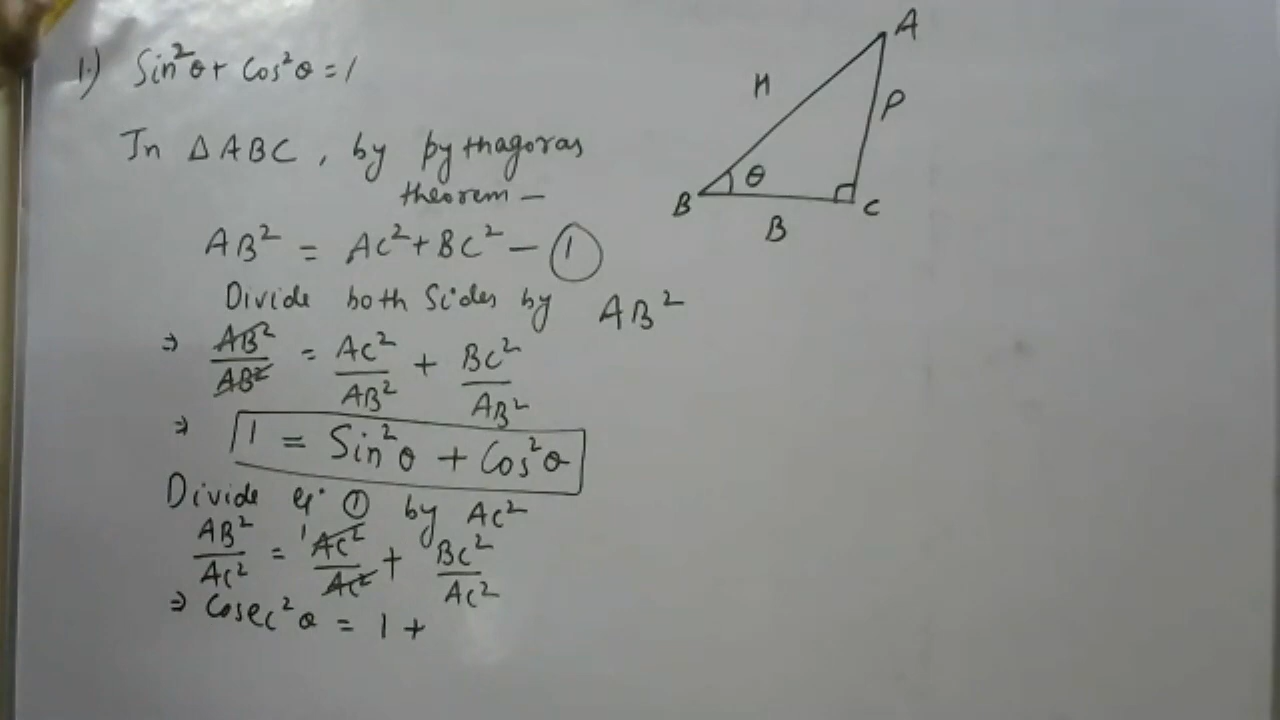 1.) Sin²θ + Cos²θ = 1
In △ABC, by pythagoras
theorem –
AB² = AC² + BC² – ①
Divide both Sides by AB²
⇒ AB²/AB² = AC²/AB² + BC²/AB²
⇒ 1 = Sin²θ + Cos²θ
Divide eq. ① by AC²
AB²/AC² = 1 AC²/AC² + BC²/AC²
⇒ Cosec²θ = 1 +
A
H
P
θ
B
C
B